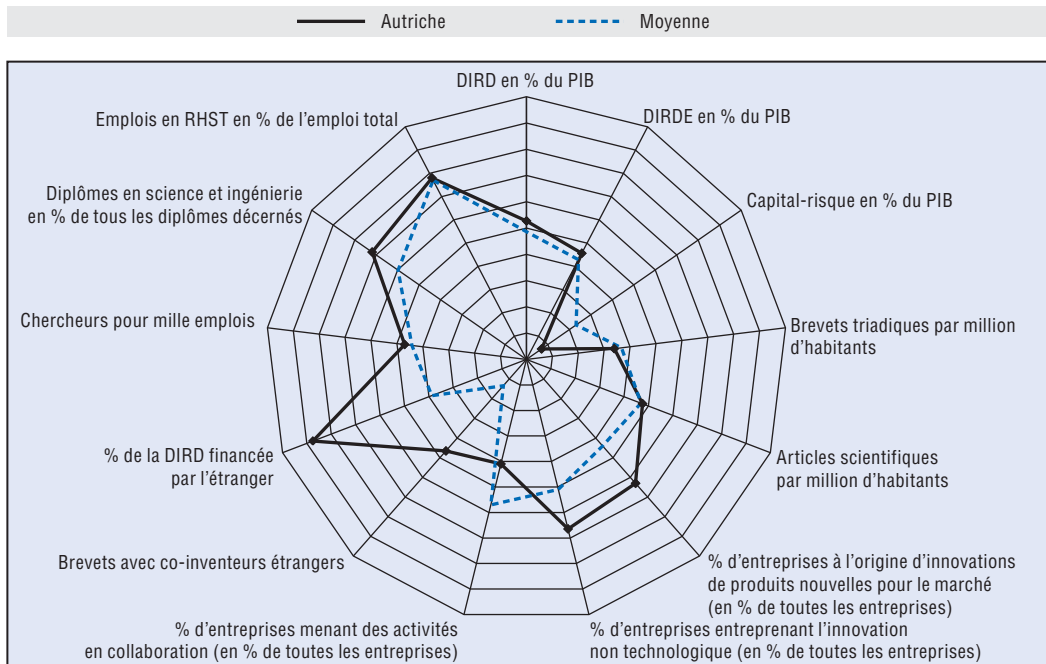 Autriche
Moyenne
DIRD en % du PIB
Emplois en RHST en % de l'emploi total
DIRDE en % du PIB
Diplômes en science et ingénierie
en % de tous les diplômes décernés
Capital-risque en % du PIB
Chercheurs pour mille emplois
Brevets triadiques par million
d'habitants
% de la DIRD financée
par l'étranger
Articles scientifiques
par million d'habitants
Brevets avec co-inventeurs étrangers
% d'entreprises à l'origine d'innovations
de produits nouvelles pour le marché
(en % de toutes les entreprises)
% d'entreprises menant des activités
en collaboration (en % de toutes les entreprises)
% d'entreprises entreprenant l'innovation
non technologique (en % de toutes les entreprises)